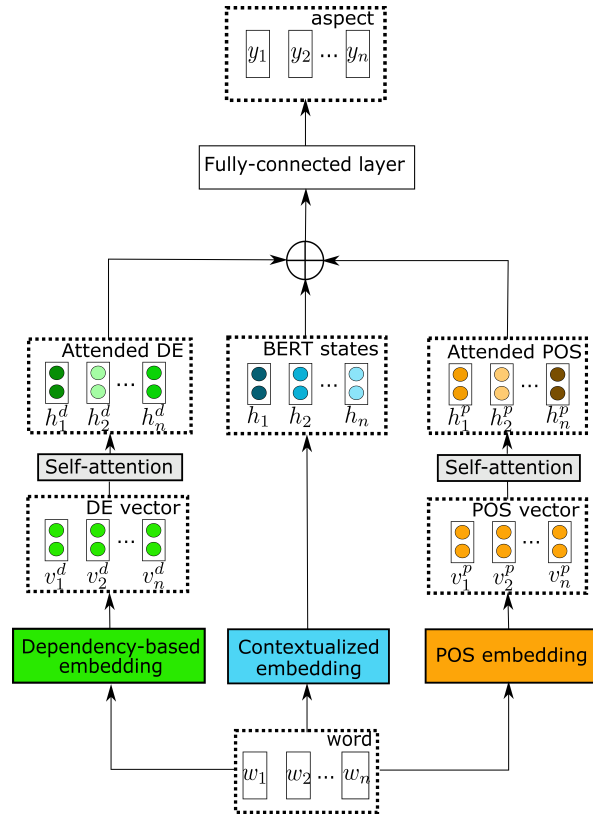 aspect
y₁ y₂ ... yₙ
Fully-connected layer
Attended DE
h₁ᵈ h₂ᵈ ... hₙᵈ
BERT states
h₁ h₂ ... hₙ
Attended POS
h₁ᵖ h₂ᵖ ... hₙᵖ
Self-attention
Self-attention
DE vector
v₁ᵈ v₂ᵈ ... vₙᵈ
POS vector
v₁ᵖ v₂ᵖ ... vₙᵖ
Dependency-based
embedding
Contextualized
embedding
POS embedding
word
w₁ w₂ ... wₙ